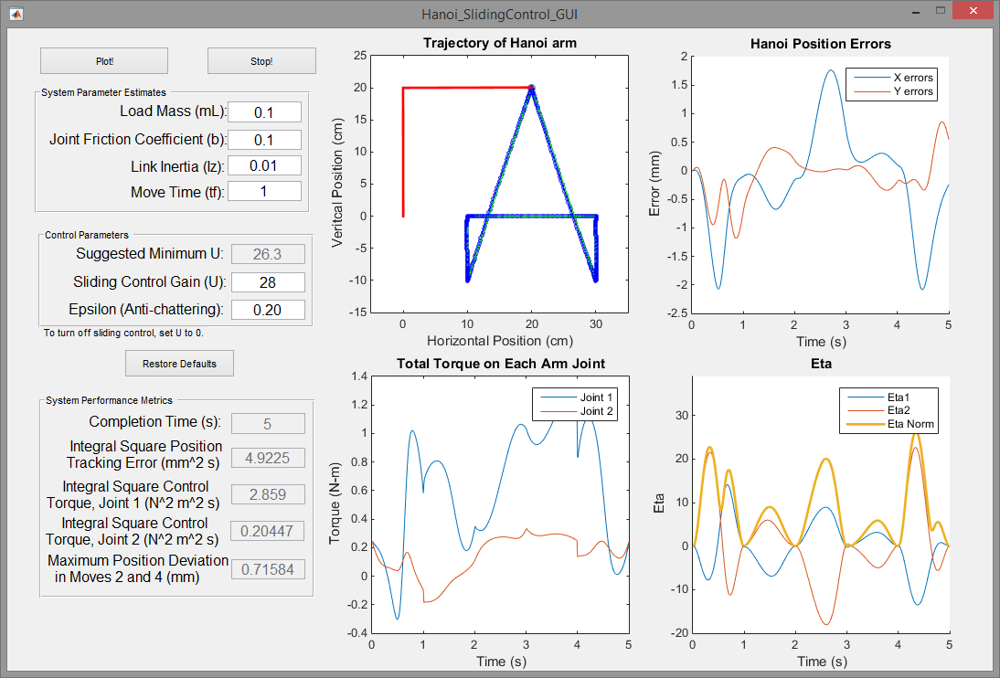 Hanoi_SlidingControl_GUI
Plot!
Stop!
System Parameter Estimates
Load Mass (mL):
0.1
Joint Friction Coefficient (b):
0.1
Link Inertia (Iz):
0.01
Move Time (tf):
1
Control Parameters
Suggested Minimum U:
26.3
Sliding Control Gain (U):
28
Epsilon (Anti-chattering):
0.20
To turn off sliding control, set U to 0.
Restore Defaults
System Performance Metrics
Completion Time (s):
5
Integral Square Position
Tracking Error (mm^2 s)
4.9225
Integral Square Control
Torque, Joint 1 (N^2 m^2 s)
2.859
Integral Square Control
Torque, Joint 2 (N^2 m^2 s)
0.20447
Maximum Position Deviation
in Moves 2 and 4 (mm)
0.71584
Trajectory of Hanoi arm
25
20
15
10
5
0
-5
-10
-15
0
10
20
30
Veritcal Position (cm)
Horizontal Position (cm)
Hanoi Position Errors
X errors
Y errors
2
1.5
1
0.5
0
-0.5
-1
-1.5
-2
-2.5
0
1
2
3
4
5
Error (mm)
Time (s)
Total Torque on Each Arm Joint
Joint 1
Joint 2
1.4
1.2
1
0.8
0.6
0.4
0.2
0
-0.2
-0.4
0
1
2
3
4
5
Torque (N-m)
Time (s)
Eta
Eta1
Eta2
Eta Norm
30
20
10
0
-10
-20
0
1
2
3
4
5
Eta
Time (s)